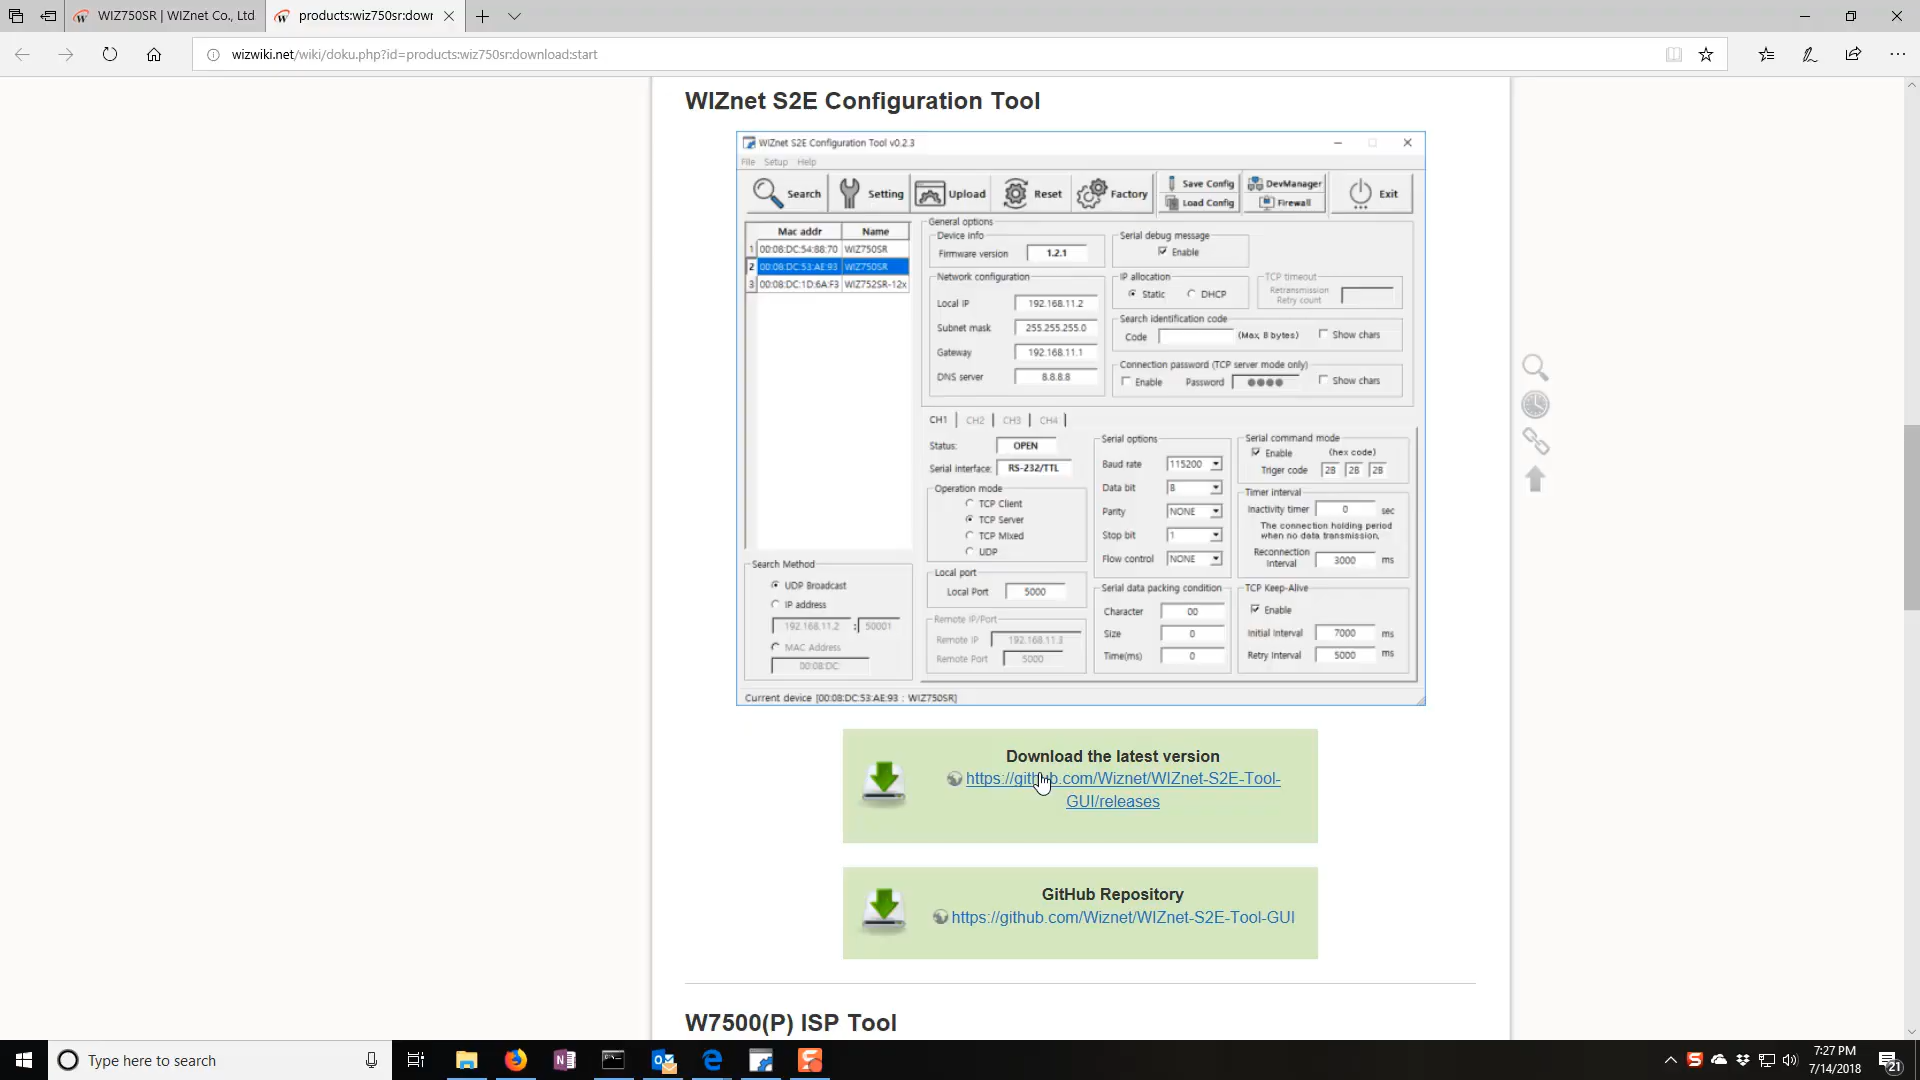 WIZ750SR | WIZnet Co., Ltd
products:wiz750sr:down
wizwiki.net/wiki/doku.php?id=products:wiz750sr:download:start
WIZnet S2E Configuration Tool
WIZnet S2E Configuration Tool v0.2.3
File Setup Help
Search
Setting
Upload
Reset
Factory
Save Config
Load Config
DevManager
Firewall
Exit
Mac addr Name
1 00:08:DC:54:88:70 WIZ750SR
2 00:08:DC:53:AE:93 WIZ750SR
3 00:08:DC:1D:6A:F3 WIZ752SR-12x
Search Method
UDP Broadcast
IP address
192.168.11.2 : 50001
MAC Address
00:08:DC:
General options
Device info
Firmware version 1.2.1
Network configuration
Local IP 192.168.11.2
Subnet mask 255.255.255.0
Gateway 192.168.11.1
DNS server 8.8.8.8
Serial debug message
Enable
IP allocation
Static DHCP
TCP timeout
Retransmission
Retry count
Search identification code
Code (Max, 8 bytes) Show chars
Connection password (TCP server mode only)
Enable Password Show chars
CH1 CH2 CH3 CH4
Status: OPEN
Serial interface: RS-232/TTL
Operation mode
TCP Client
TCP Server
TCP Mixed
UDP
Local port
Local Port 5000
Remote IP/Port
Remote IP 192.168.11.3
Remote Port 5000
Serial options
Baud rate 115200
Data bit 8
Parity NONE
Stop bit 1
Flow control NONE
Serial data packing condition
Character 00
Size 0
Time(ms) 0
Serial command mode
Enable (hex code)
Triger code 2B 2B 2B
Timer interval
Inactivity timer 0 sec
The connection holding period
when no data transmission,
Reconnection
Interval 3000 ms
TCP Keep-Alive
Enable
Initial Interval 7000 ms
Retry Interval 5000 ms
Current device [00:08:DC:53:AE:93 : WIZ750SR]
Download the latest version
https://github.com/Wiznet/WIZnet-S2E-Tool-
GUI/releases
GitHub Repository
https://github.com/Wiznet/WIZnet-S2E-Tool-GUI
W7500(P) ISP Tool
Type here to search
7:27 PM
7/14/2018
21